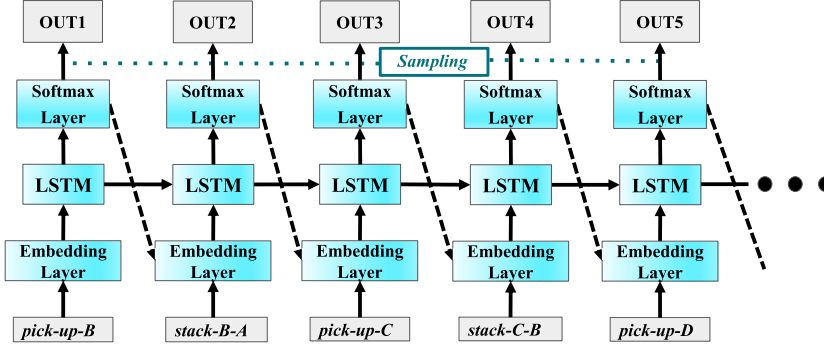 OUT1 OUT2 OUT3 OUT4 OUT5
Sampling
Softmax Softmax Softmax Softmax Softmax
Layer Layer Layer Layer Layer
LSTM LSTM LSTM LSTM LSTM
Embedding Embedding Embedding Embedding Embedding
Layer Layer Layer Layer Layer
pick-up-B stack-B-A pick-up-C stack-C-B pick-up-D